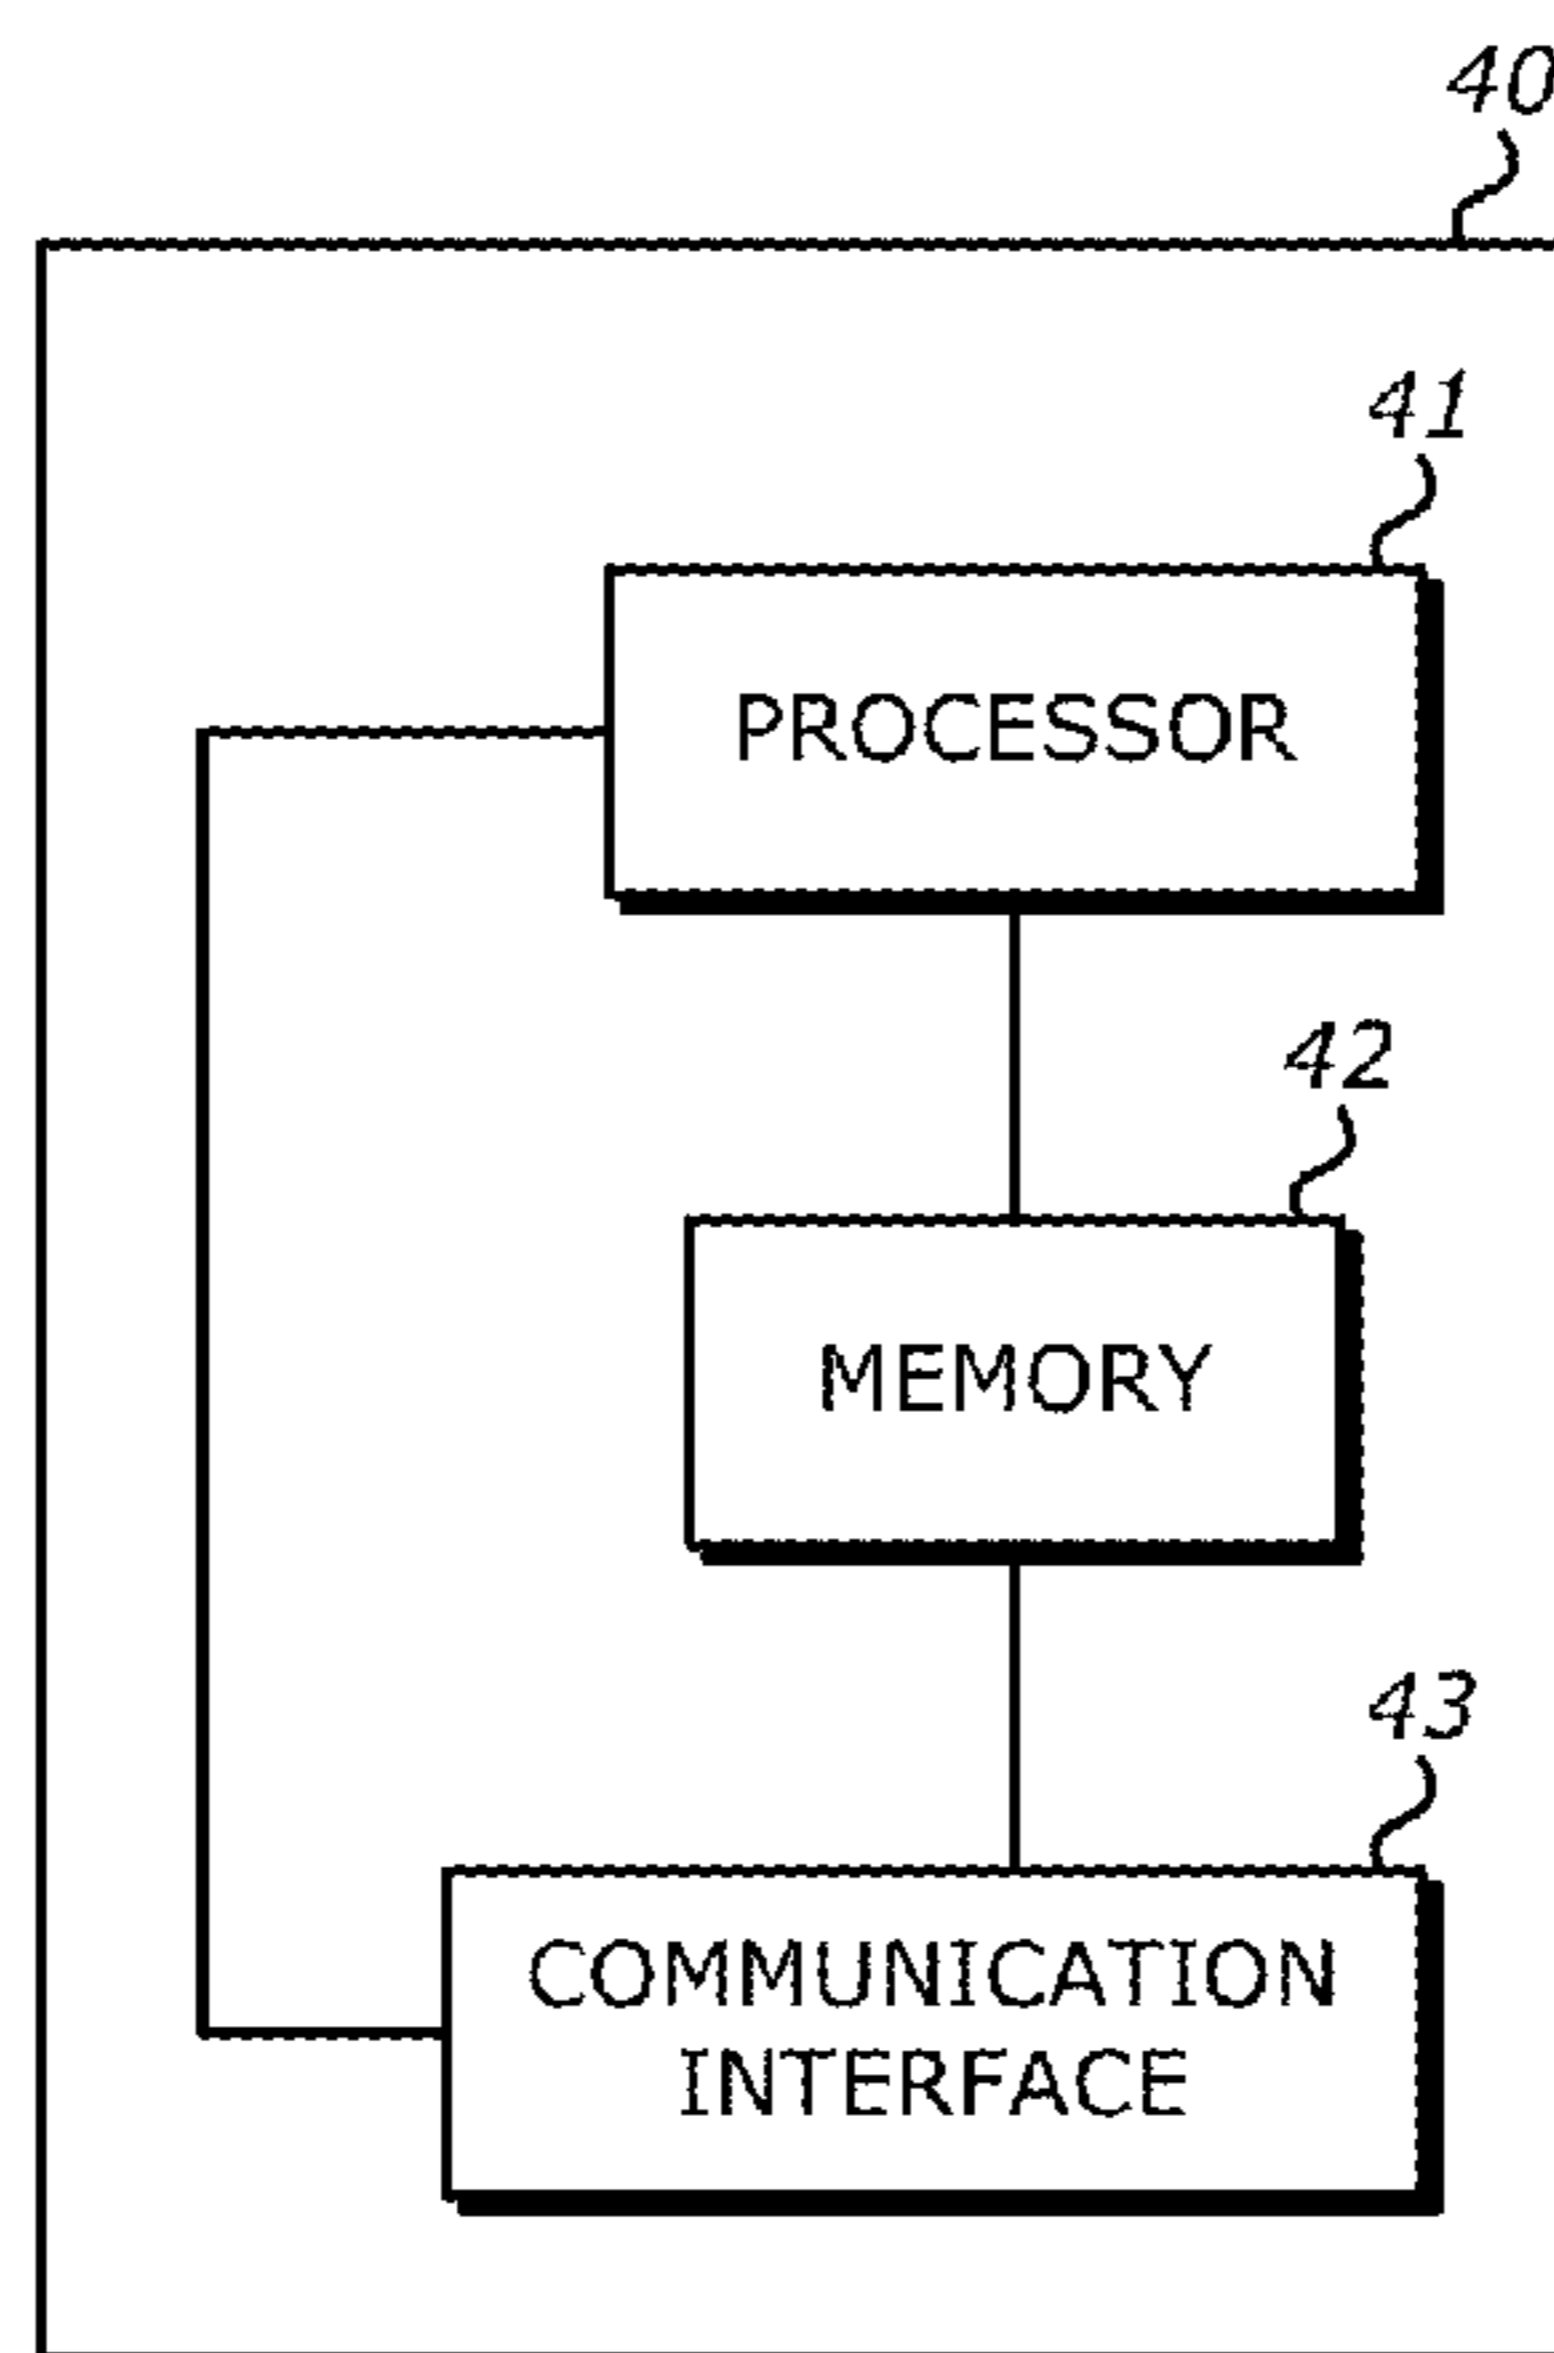 40
41
PROCESSOR
42
MEMORY
43
COMMUNICATION
INTERFACE